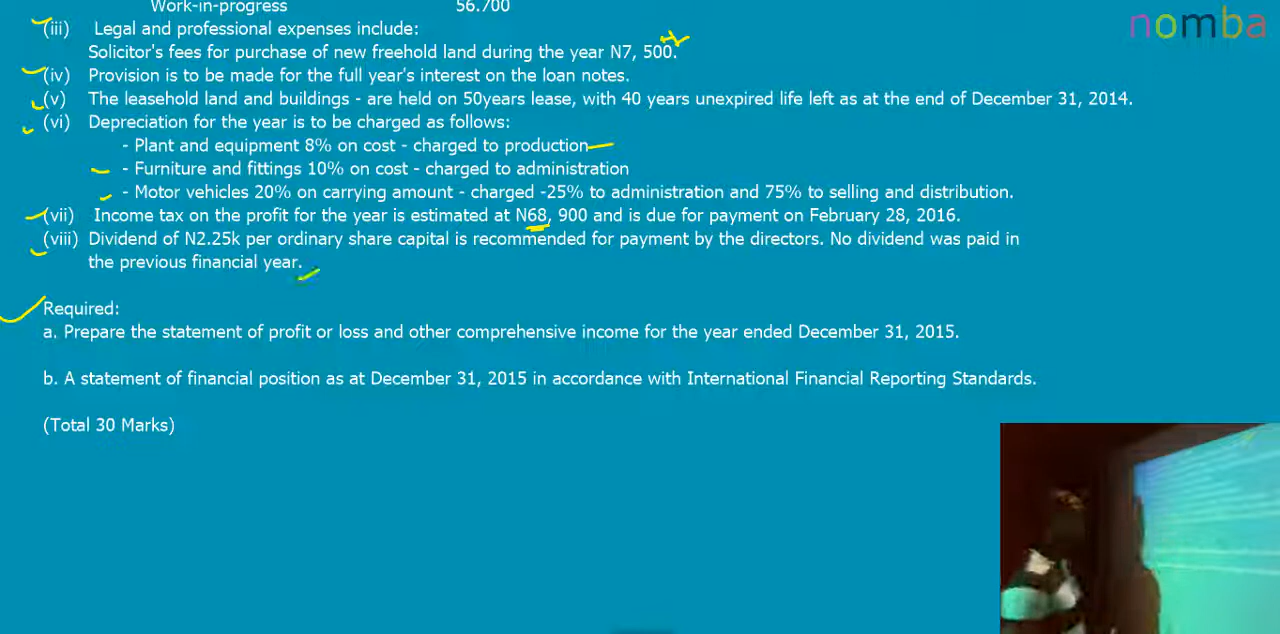 Work-in-progress 56.700
nomba
(iii) Legal and professional expenses include:
Solicitor's fees for purchase of new freehold land during the year N7, 500.
(iv) Provision is to be made for the full year's interest on the loan notes.
(v) The leasehold land and buildings - are held on 50years lease, with 40 years unexpired life left as at the end of December 31, 2014.
(vi) Depreciation for the year is to be charged as follows:
- Plant and equipment 8% on cost - charged to production
- Furniture and fittings 10% on cost - charged to administration
- Motor vehicles 20% on carrying amount - charged -25% to administration and 75% to selling and distribution.
(vii) Income tax on the profit for the year is estimated at N68, 900 and is due for payment on February 28, 2016.
(viii) Dividend of N2.25k per ordinary share capital is recommended for payment by the directors. No dividend was paid in
the previous financial year.
Required:
a. Prepare the statement of profit or loss and other comprehensive income for the year ended December 31, 2015.
b. A statement of financial position as at December 31, 2015 in accordance with International Financial Reporting Standards.
(Total 30 Marks)